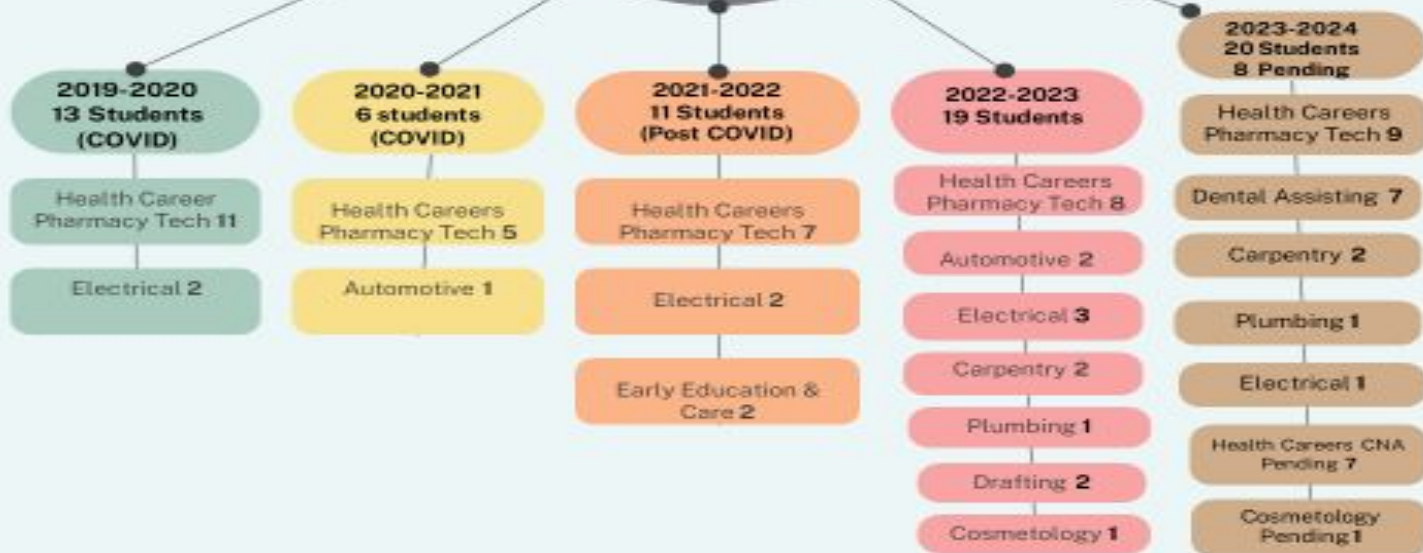 2019-2020
13 Students
(COVID)
Health Career
Pharmacy Tech 11
Electrical 2
2020-2021
6 students
(COVID)
Health Careers
Pharmacy Tech 5
Automotive 1
2021-2022
11 Students
(Post COVID)
Health Careers
Pharmacy Tech 7
Electrical 2
Early Education &
Care 2
2022-2023
19 Students
Health Careers
Pharmacy Tech 8
Automotive 2
Electrical 3
Carpentry 2
Plumbing 1
Drafting 2
Cosmetology 1
2023-2024
20 Students
8 Pending
Health Careers
Pharmacy Tech 9
Dental Assisting 7
Carpentry 2
Plumbing 1
Electrical 1
Health Careers CNA
Pending 7
Cosmetology
Pending 1